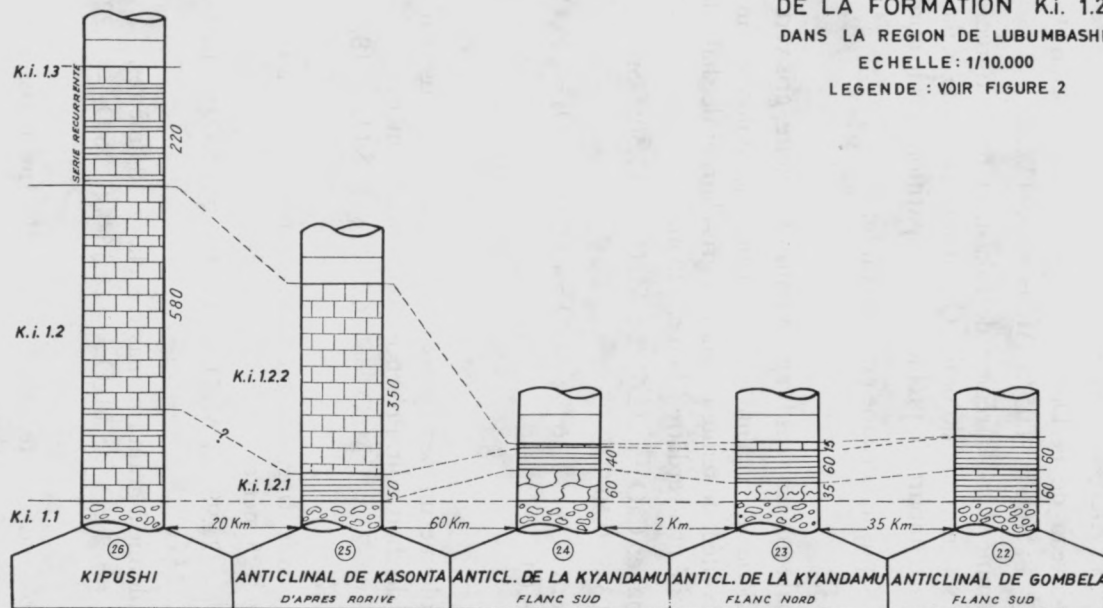 DE LA FORMATION K.i. 1.2
DANS LA REGION DE LUBUMBASHI
ECHELLE: 1/10.000
LEGENDE : VOIR FIGURE 2
K.i. 1.3
SERIE RECURRENTE
220
K.i. 1.2
580
K.i. 1.2.2
350
?
K.i. 1.2.1
50
40
60
15
60
35
60
60
K.i. 1.1
20 Km
60 Km
2 Km
35 Km
26
25
24
23
22
KIPUSHI
ANTICLINAL DE KASONTA
D'APRES RORIVE
ANTICL. DE LA KYANDAMU
FLANC SUD
ANTICL. DE LA KYANDAMU
FLANC NORD
ANTICLINAL DE GOMBELA
FLANC SUD